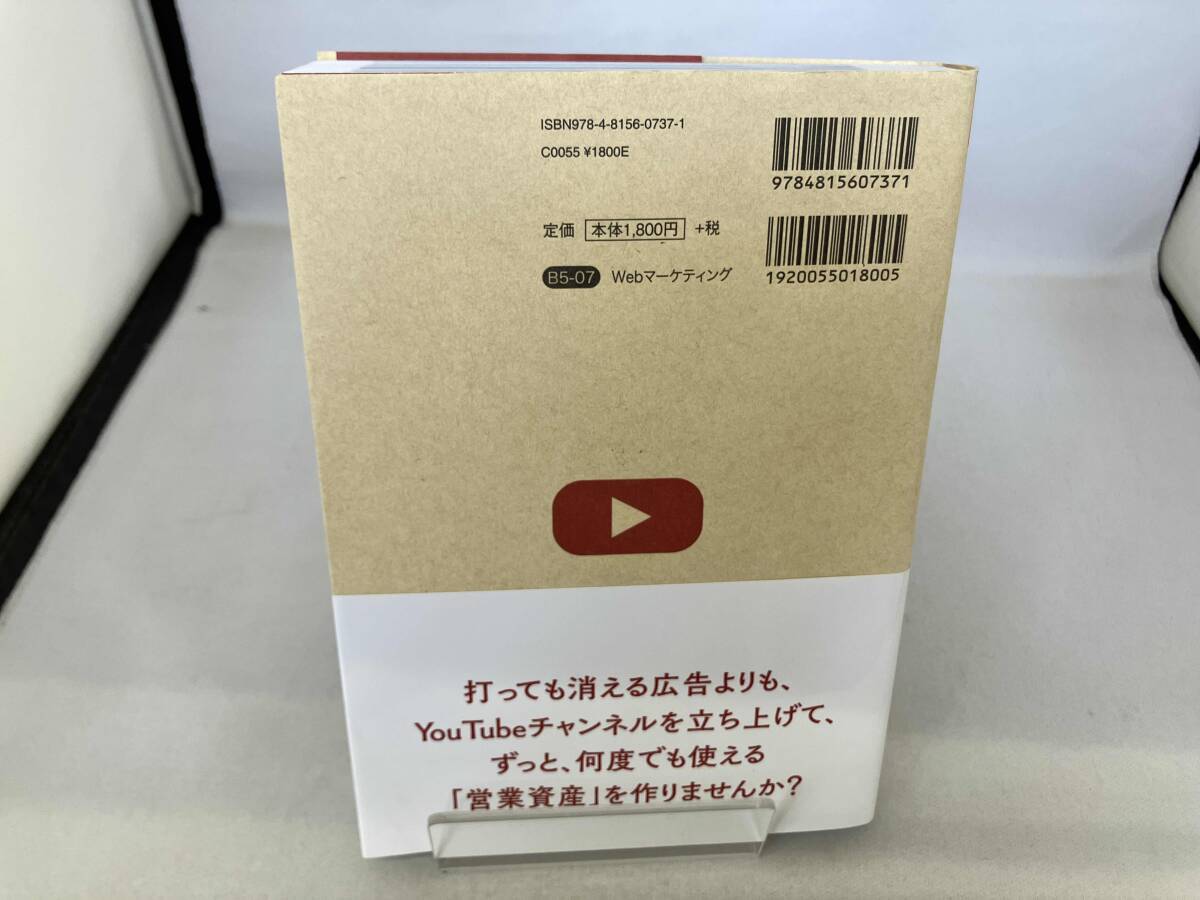 ISBN978-4-8156-0737-1
C0055 ¥1800E
9784815607371
定価 本体1,800円 +税
1920055018005
B5-07 Webマーケティング
打っても消える広告よりも、
YouTubeチャンネルを立ち上げて、
ずっと、何度でも使える
「営業資産」を作りませんか?